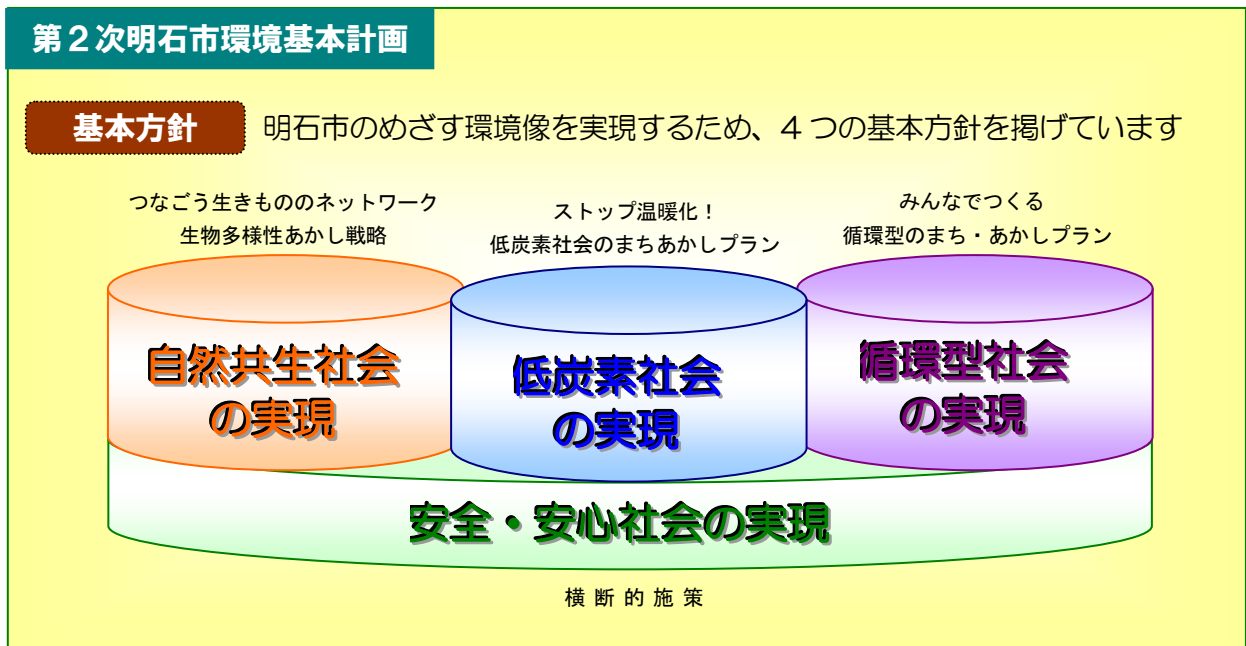 第２次明石市環境基本計画
基本方針
明石市のめざす環境像を実現するため、４つの基本方針を掲げています
つなごう生きもののネットワーク
生物多様性あかし戦略
ストップ温暖化！
低炭素社会のまちあかしプラン
みんなでつくる
循環型のまち・あかしプラン
自然共生社会
の実現
低炭素社会
の実現
循環型社会
の実現
安全・安心社会の実現
横断的施策